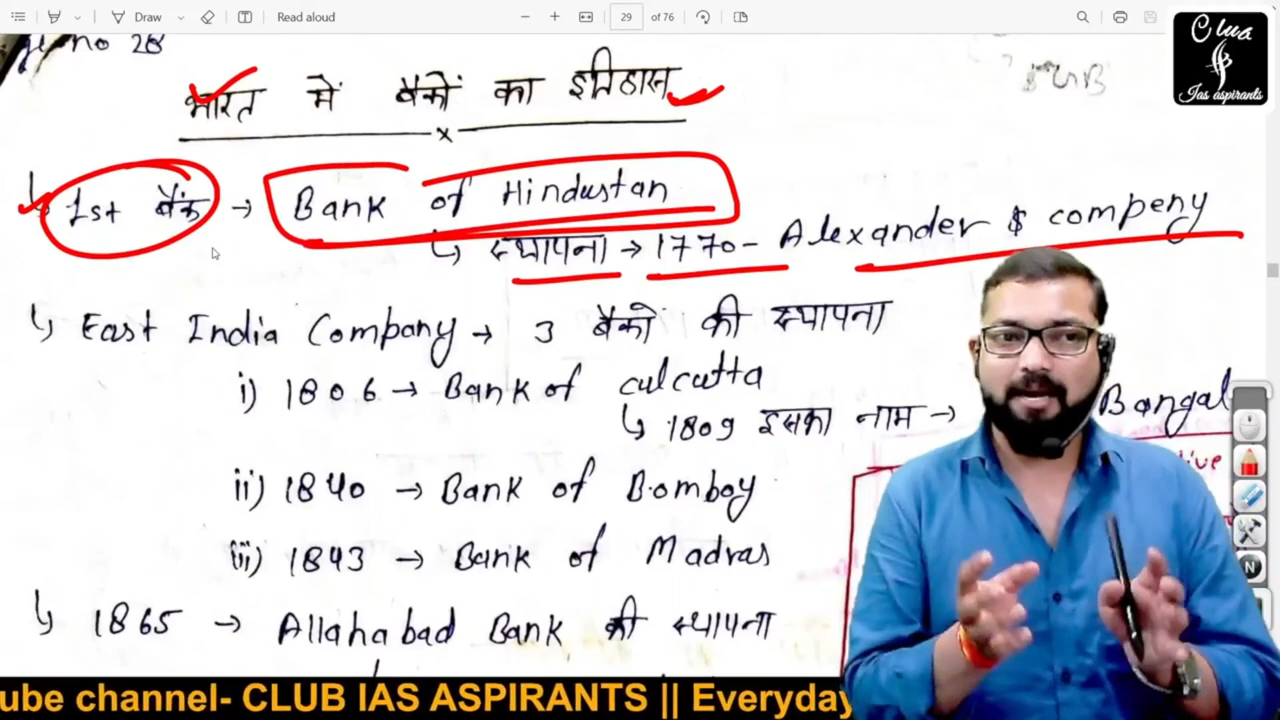 Draw
Read aloud
29 of 76
Clua
Ias aspirants
no 28
भारत में बैंकों का इतिहास
x
1st बैंक → Bank of Hindustan
स्थापना → 1770- Alexander $ compeny
East India Company → 3 बैंको की स्थापना
i) 1806 → Bank of culcutta
1809 इसका नाम → Bangal
ii) 1840 → Bank of Bomboy
iii) 1843 → Bank of Madras
1865 → Allahabad Bank की स्थापना
N
ube channel- CLUB IAS ASPIRANTS || Everyday